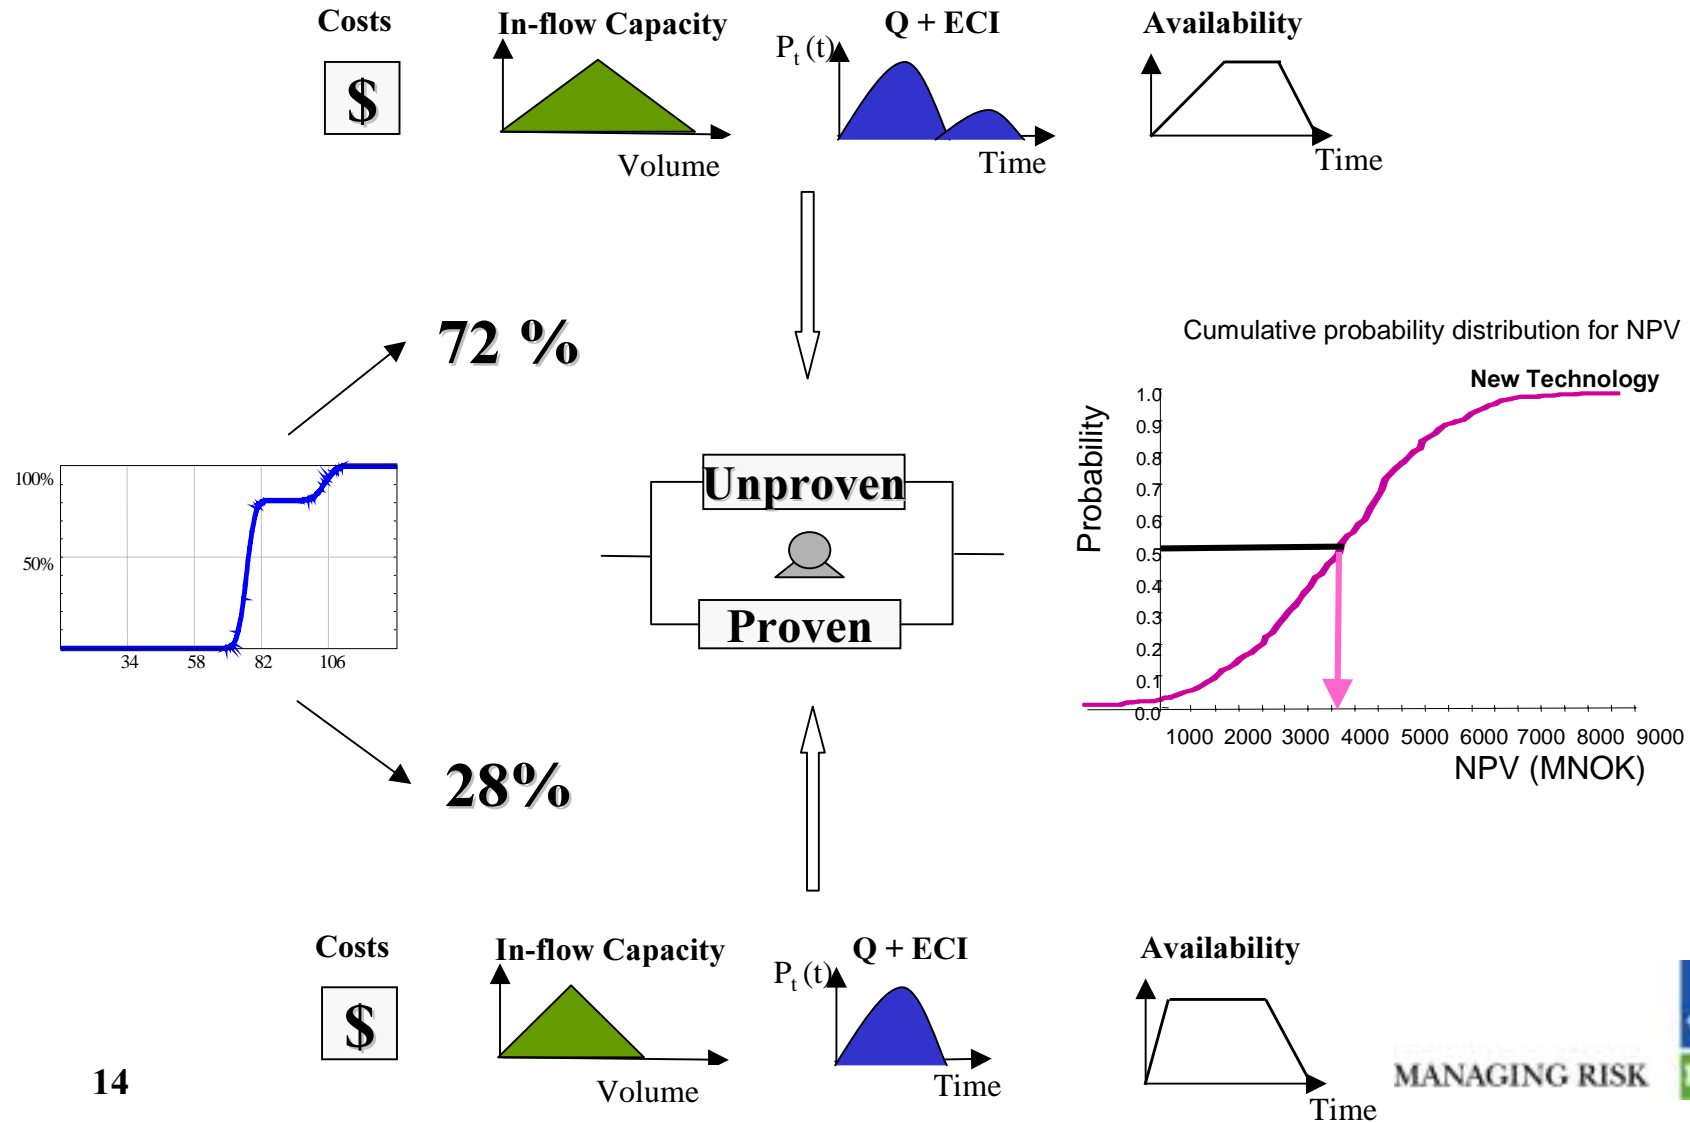 Costs
In-flow Capacity
Q + ECI
Availability
$
Pt (t)
Volume
Time
Time
72 %
Cumulative probability distribution for NPV
New Technology
Probability
1.0
0.9
0.8
0.7
0.6
0.5
0.4
0.3
0.2
0.1
0.0
1000 2000 3000 4000 5000 6000 7000 8000 9000
NPV (MNOK)
100%
50%
34 58 82 106
Unproven
Proven
28%
Costs
In-flow Capacity
Q + ECI
Availability
$
Pt (t)
Volume
Time
Time
14
MANAGING RISK